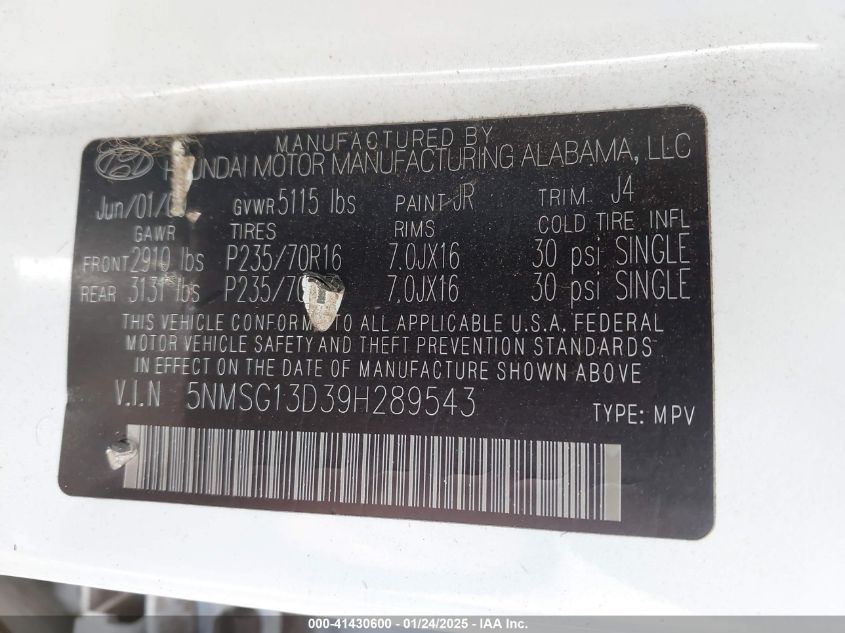 MANUFACTURED BY
HYUNDAI MOTOR MANUFACTURING ALABAMA, LLC
GVWR 5115 lbs PAINT JR TRIM J4
GAWR TIRES RIMS COLD TIRE INFL
FRONT 2910 lbs P235/70R16 7.0JX16 30 psi SINGLE
REAR 3131 lbs 7.0JX16 30 psi SINGLE
THIS VEHICLE CONFORMS TO ALL APPLICABLE U.S.A. FEDERAL
MOTOR VEHICLE SAFETY AND THEFT PREVENTION STANDARDS
IN EFFECT ON THE DATE OF MANUFACTURE SHOWN ABOVE
V.I.N 5NMSG13D39H289543
TYPE: MPV
000-41430600 - 01/24/2025 - © IAA Holdings, LLC